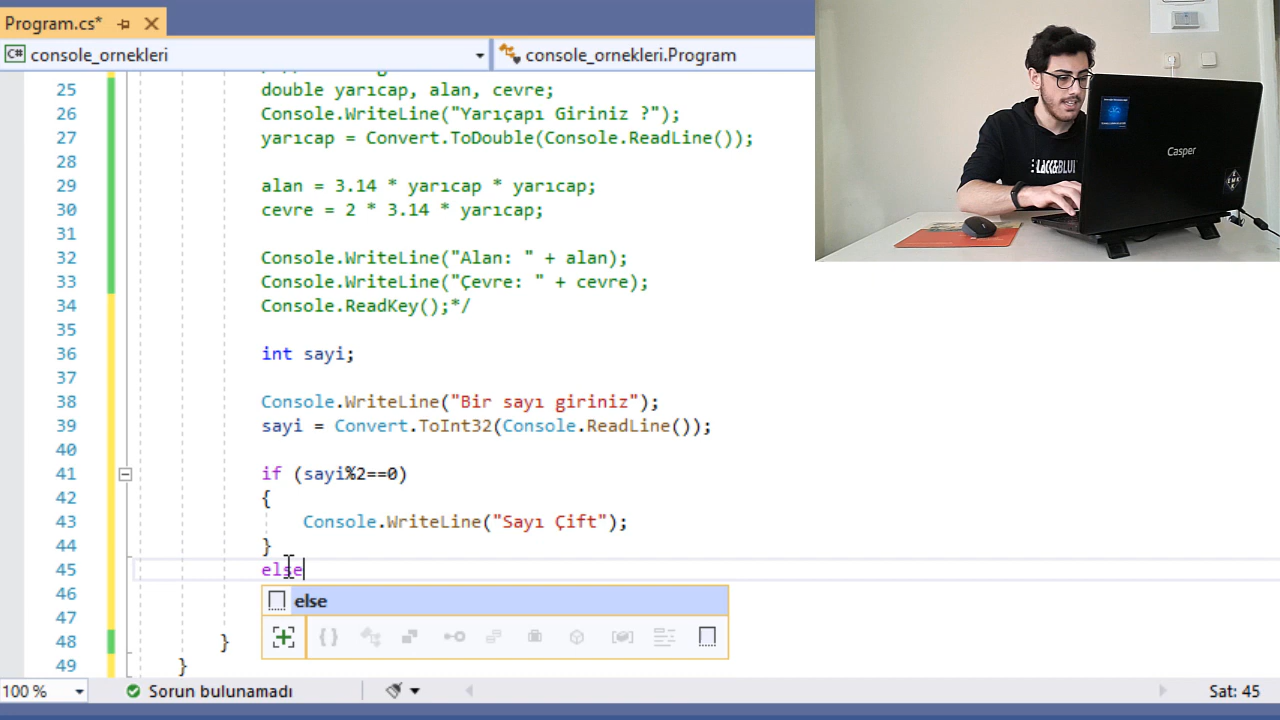 Program.cs*
console_ornekleri
console_ornekleri.Program
25 double yarıcap, alan, cevre;
26 Console.WriteLine("Yarıçapı Giriniz ?");
27 yarıcap = Convert.ToDouble(Console.ReadLine());
28
29 alan = 3.14 * yarıcap * yarıcap;
30 cevre = 2 * 3.14 * yarıcap;
31
32 Console.WriteLine("Alan: " + alan);
33 Console.WriteLine("Çevre: " + cevre);
34 Console.ReadKey();*/
35
36 int sayi;
37
38 Console.WriteLine("Bir sayı giriniz");
39 sayi = Convert.ToInt32(Console.ReadLine());
40
41 if (sayi%2==0)
42 {
43 Console.WriteLine("Sayı Çift");
44 }
45 else
else
46
47
48 }
49 }
100 %
Sorun bulunamadı
Sat: 45
Casper